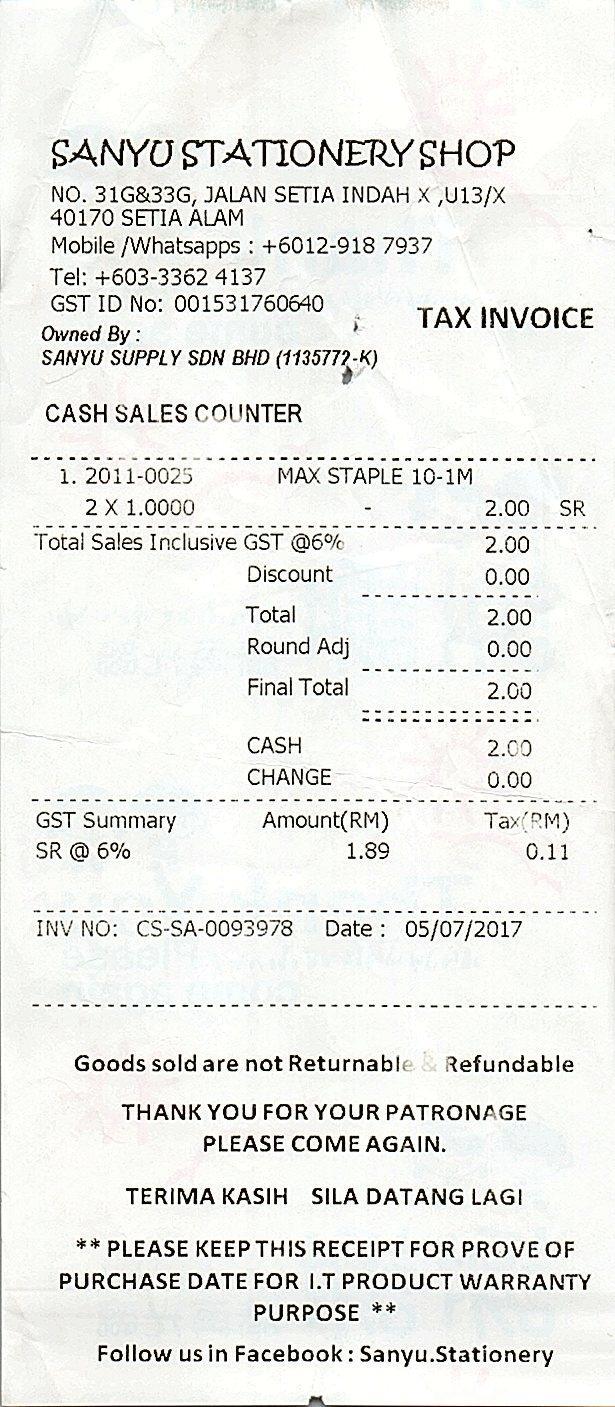 SANYU STATIONERY SHOP
NO. 31G&33G, JALAN SETIA INDAH X ,U13/X
40170 SETIA ALAM
Mobile /Whatsapps : +6012-918 7937
Tel: +603-3362 4137
GST ID No: 001531760640
TAX INVOICE
Owned By :
SANYU SUPPLY SDN BHD (1135772-K)
CASH SALES COUNTER
1. 2011-0025 MAX STAPLE 10-1M
2 X 1.0000 - 2.00 SR
Total Sales Inclusive GST @6% 2.00
Discount 0.00
Total 2.00
Round Adj 0.00
Final Total 2.00
CASH 2.00
CHANGE 0.00
GST Summary Amount(RM) Tax(RM)
SR @ 6% 1.89 0.11
INV NO: CS-SA-0093978 Date : 05/07/2017
Goods sold are not Returnable & Refundable
THANK YOU FOR YOUR PATRONAGE
PLEASE COME AGAIN.
TERIMA KASIH SILA DATANG LAGI
** PLEASE KEEP THIS RECEIPT FOR PROVE OF
PURCHASE DATE FOR I.T PRODUCT WARRANTY
PURPOSE **
Follow us in Facebook : Sanyu.Stationery